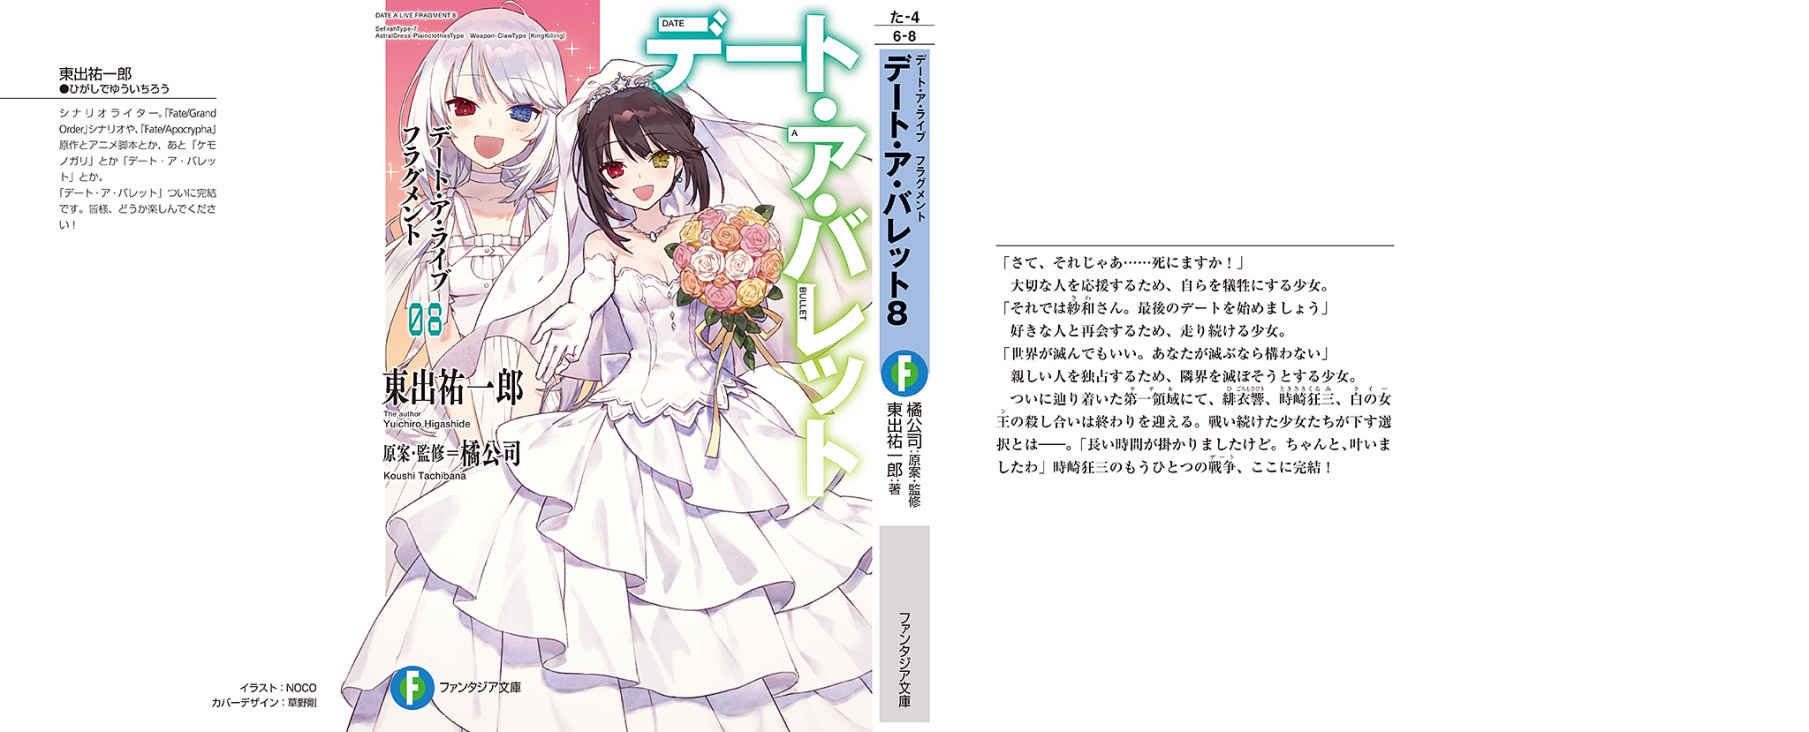 東出祐一郎
●ひがしでゆういちろう
シナリオライター。『Fate/Grand
Order』シナリオや、『Fate/Apocrypha』
原作とアニメ脚本とか、あと『ケモ
ノガリ』とか『デート・ア・バレッ
ト』とか。
『デート・ア・バレット』ついに完結
です。皆様、どうか楽しんでくださ
い！
イラスト：NOCO
カバーデザイン：草野剛
DATE A LIVE FRAGMENT 8
AstralDress-PlainclothesType Weapon-ClawType [KingKilling]
デート・ア・ライブ
フラグメント
08
DATE
A
BULLET
デート・ア・バレット
東出祐一郎
The author
Yuichiro Higashide
原案・監修＝橘公司
Koushi Tachibana
F
ファンタジア文庫
た-4
6-8
デート・ア・ライブ フラグメント
デート・ア・バレット8
F
橘公司：原案・監修
東出祐一郎：著
ファンタジア文庫
「さて、それじゃあ……死にますか！」
大切な人を応援するため、自らを犠牲にする少女。
「それでは紗和さん。最後のデートを始めましょう」
好きな人と再会するため、走り続ける少女。
「世界が滅んでもいい。あなたが滅ぶなら構わない」
親しい人を独占するため、隣界を滅ぼそうとする少女。
ついに辿り着いた第一領域にて、緋衣響、時崎狂三、白の女
王の殺し合いは終わりを迎える。戦い続けた少女たちが下す選
択とは――。「長い時間が掛かりましたけど。ちゃんと、叶いま
したわ」時崎狂三のもうひとつの戦争、ここに完結！